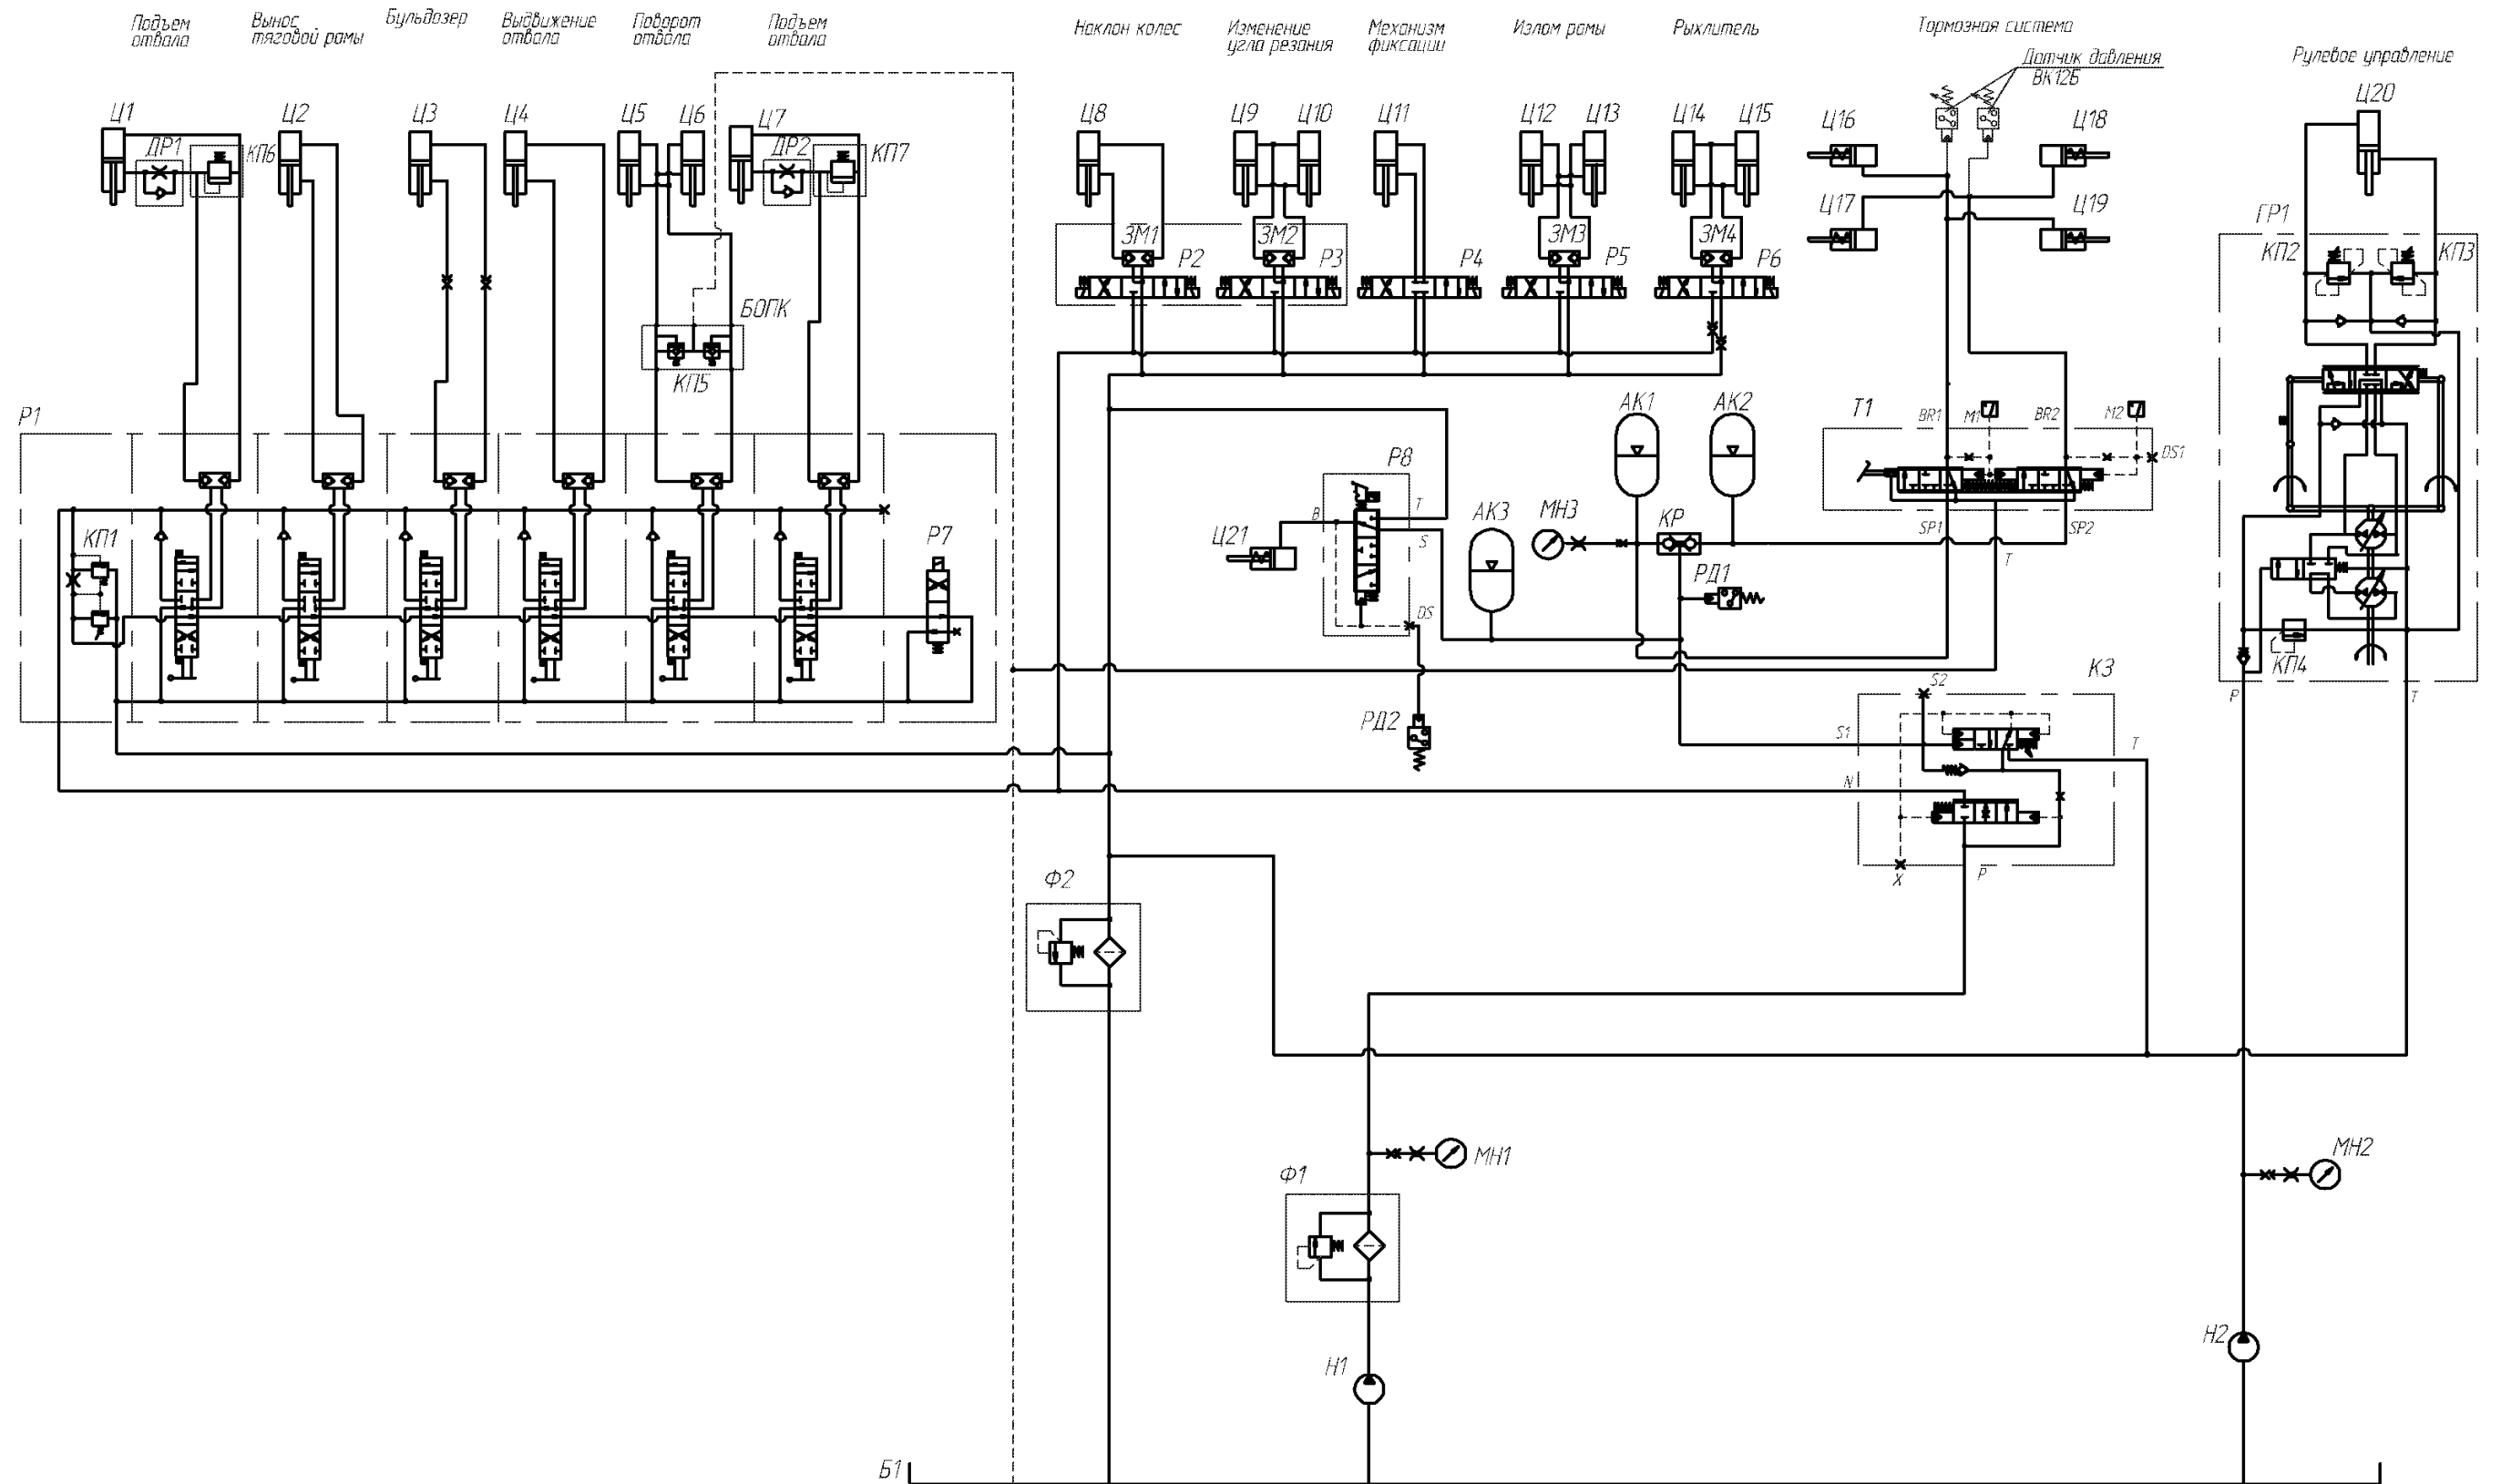 Подъем
отвала
Вынос
тяговой рамы
Бульдозер
Выдвижение
отвала
Поворот
отвала
Подъем
отвала
Наклон колес
Изменение
угла резания
Механизм
фиксации
Излом рамы
Рыхлитель
Тормозная система
Датчик давления
ВК12Б
Рулевое управление
Ц1
Ц2
Ц3
Ц4
Ц5
Ц6
Ц7
Ц8
Ц9
Ц10
Ц11
Ц12
Ц13
Ц14
Ц15
Ц16
Ц18
Ц20
ДР1
КП6
ДР2
КП7
Ц17
Ц19
ГР1
ЗМ1
Р2
ЗМ2
Р3
Р4
ЗМ3
Р5
ЗМ4
Р6
КП2
КП3
БОПК
КП5
Р1
АК1
АК2
Т1
BR1
М1
BR2
М2
DS1
Р8
T
B
S
АК3
МН3
КР
SP1
SP2
T
КП1
Р7
Ц21
РД1
DS
КП4
P
T
S2
К3
РД2
S1
T
N
X
P
Ф2
МН1
МН2
Ф1
Н1
Н2
Б1